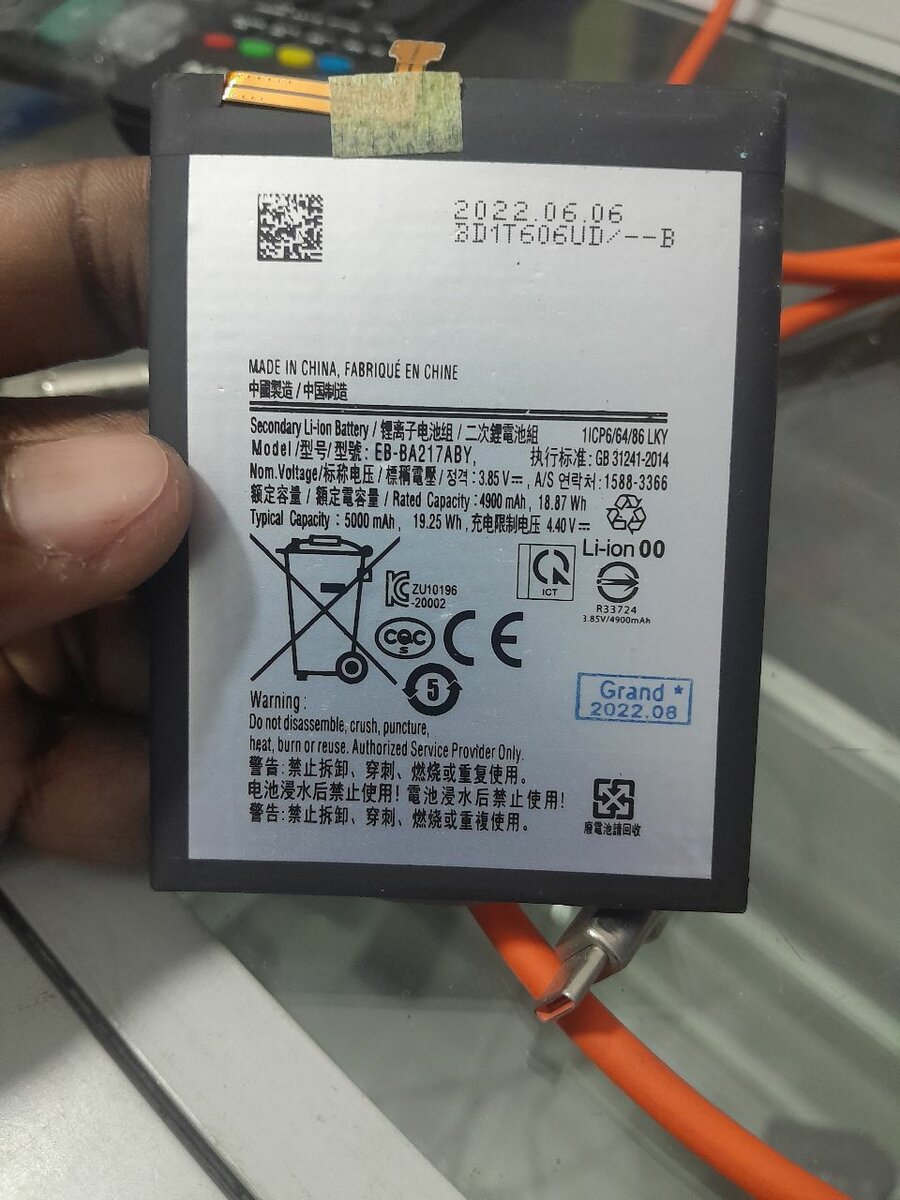 2022.06.06
BD1T606UD/--B
MADE IN CHINA, FABRIQUÉ EN CHINE
中國製造 / 中国制造
Secondary Li-ion Battery / 锂离子电池组 / 二次鋰電池組 1ICP6/64/86 LKY
Model/型号/型號: EB-BA217ABY, 执行标准: GB 31241-2014
Nom.Voltage/标称电压 / 標稱電壓 /정격 : 3.85 V⎓, A/S 연락처: 1588-3366
额定容量 / 額定電容量 / Rated Capacity : 4900 mAh, 18.87 Wh
Typical Capacity : 5000 mAh, 19.25 Wh ,充电限制电压 4.40 V⎓
Li-ion 00
ICT
R33724
3.85V/4900mAh
ZU10196
-20002
CQC
S
CE
5
Grand *
2022.08
Warning :
Do not disassemble, crush, puncture,
heat, burn or reuse. Authorized Service Provider Only.
警告: 禁止拆卸、穿刺、燃烧或重复使用。
电池浸水后禁止使用! 電池浸水后禁止使用!
警告: 禁止拆卸、穿刺、燃燒或重複使用。
廢電池請回收